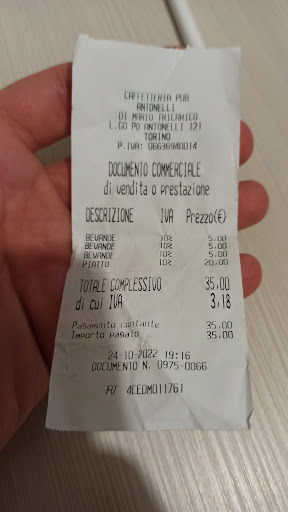 CAFFETTERIA PUB
ANTONELLI
DI MARIO TRICARICO
L.GO PO ANTONELLI 121
TORINO
P.IVA: 06636940014
DOCUMENTO COMMERCIALE
di vendita o prestazione
DESCRIZIONE IVA Prezzo(€)
BEVANDE 10% 5,00
BEVANDE 10% 5,00
BEVANDE 10% 5,00
PIATTO 10% 20,00
TOTALE COMPLESSIVO 35,00
di cui IVA 3,18
Pagamento contante 35,00
Importo pagato 35,00
24-10-2022 19:16
DOCUMENTO N. 0975-0066
RT 4CEDM011761